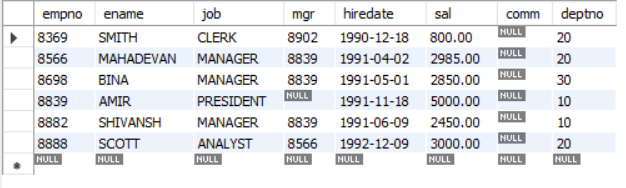 empno ename job mgr hiredate sal comm deptno
8369 SMITH CLERK 8902 1990-12-18 800.00 NULL 20
8566 MAHADEVAN MANAGER 8839 1991-04-02 2985.00 NULL 20
8698 BINA MANAGER 8839 1991-05-01 2850.00 NULL 30
8839 AMIR PRESIDENT NULL 1991-11-18 5000.00 NULL 10
8882 SHIVANSH MANAGER 8839 1991-06-09 2450.00 NULL 10
8888 SCOTT ANALYST 8566 1992-12-09 3000.00 NULL 20
NULL NULL NULL NULL NULL NULL NULL NULL